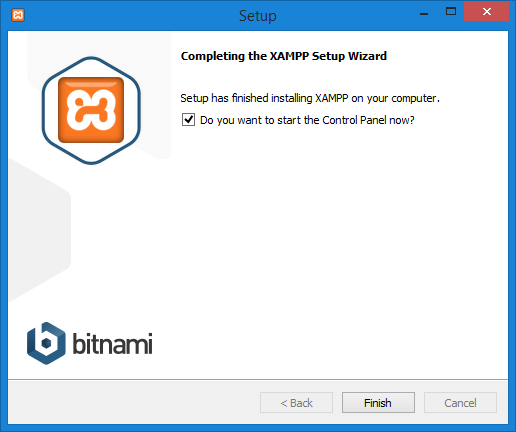 Setup
Completing the XAMPP Setup Wizard
Setup has finished installing XAMPP on your computer.
Do you want to start the Control Panel now?
bitnami
< Back
Finish
Cancel